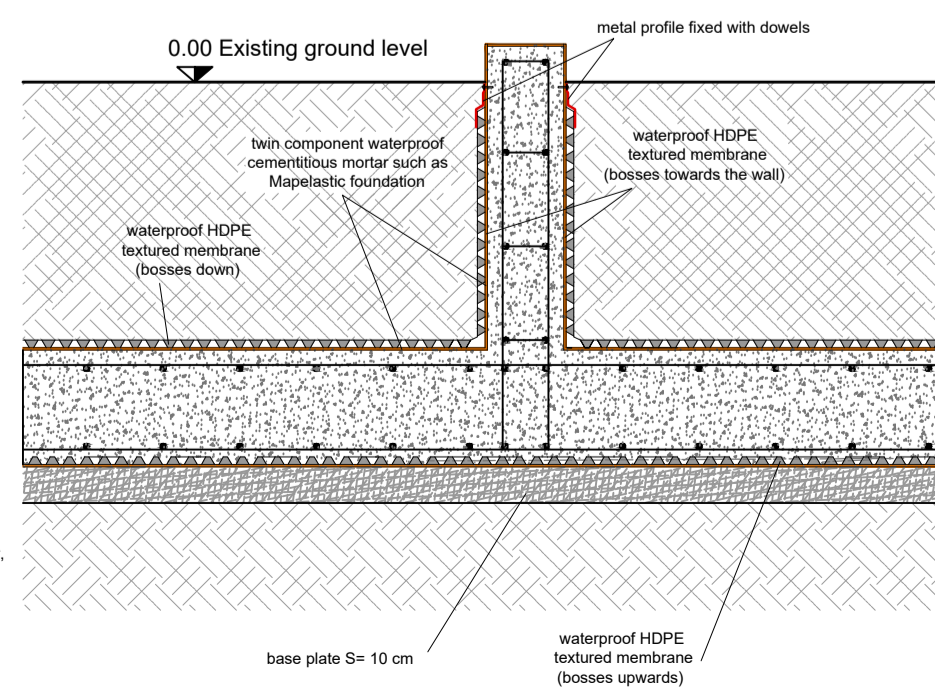 metal profile fixed with dowels
0.00 Existing ground level
twin component waterproof
cementitious mortar such as
Mapelastic foundation
waterproof HDPE
textured membrane
(bosses towards the wall)
waterproof HDPE
textured membrane
(bosses down)
,
base plate S= 10 cm
waterproof HDPE
textured membrane
(bosses upwards)